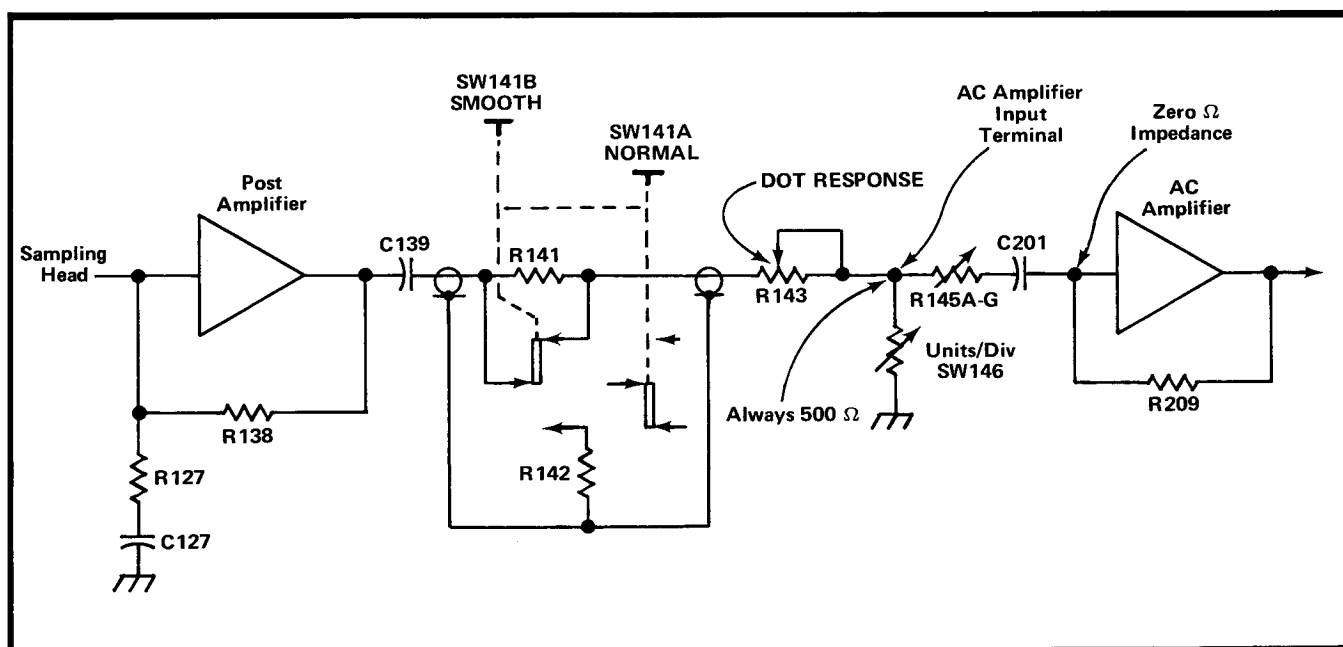 SW141B
SMOOTH
SW141A
NORMAL
AC Amplifier
Input
Terminal
Zero Ω
Impedance
Post
Amplifier
DOT RESPONSE
AC
Amplifier
Sampling
Head
C139
R141
R143
R145A-G
C201
Units/Div
SW146
Always 500 Ω
R138
R142
R209
R127
C127